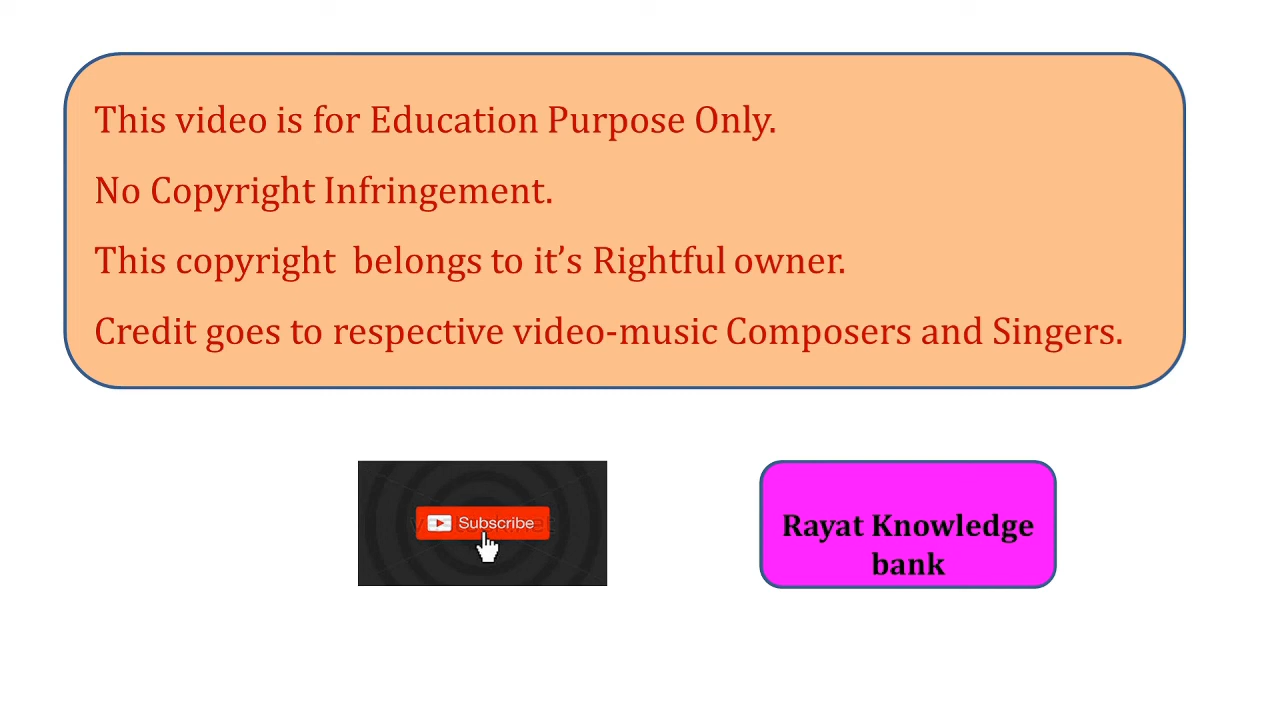 This video is for Education Purpose Only.
No Copyright Infringement.
This copyright  belongs to it’s Rightful owner.
Credit goes to respective video-music Composers and Singers.
Subscribe
Rayat Knowledge
bank